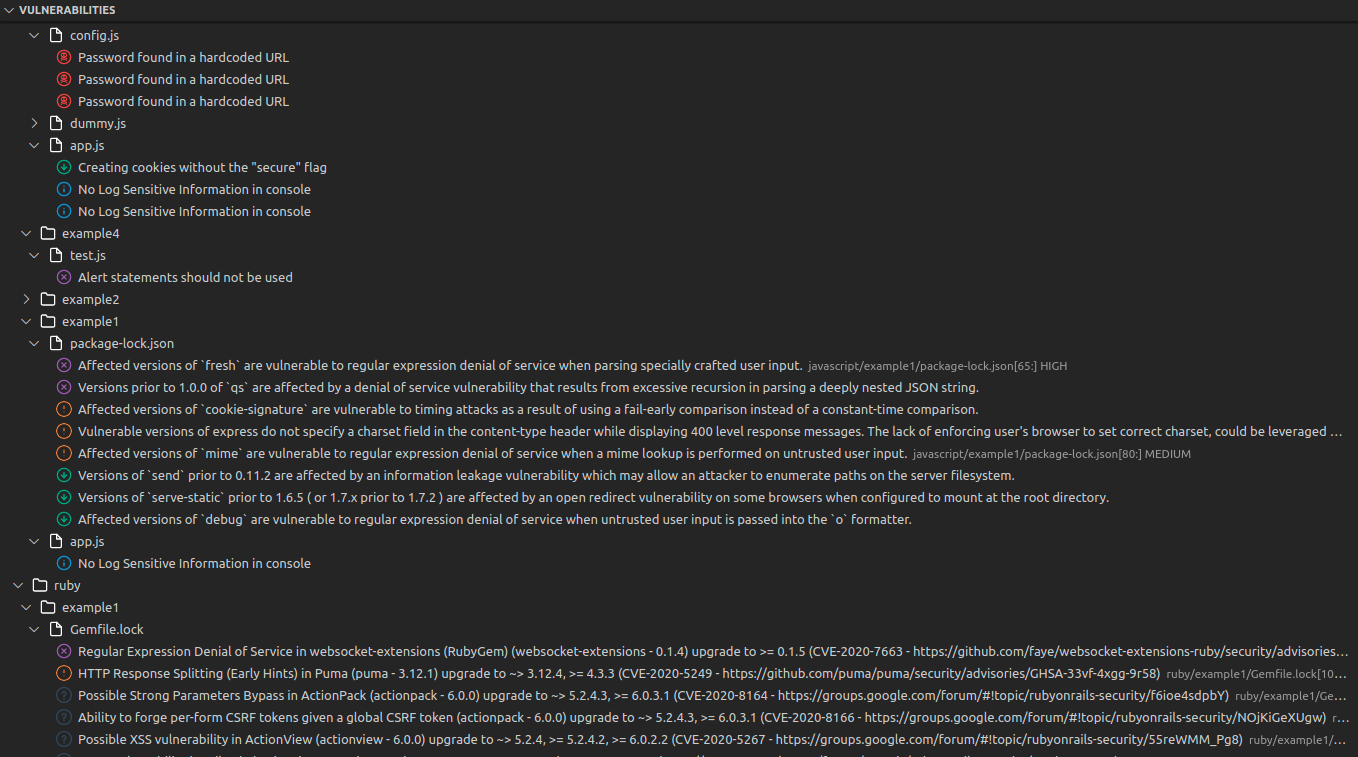 VULNERABILITIES
config.js
Password found in a hardcoded URL
Password found in a hardcoded URL
Password found in a hardcoded URL
dummy.js
app.js
Creating cookies without the "secure" flag
No Log Sensitive Information in console
No Log Sensitive Information in console
example4
test.js
Alert statements should not be used
example2
example1
package-lock.json
Affected versions of `fresh` are vulnerable to regular expression denial of service when parsing specially crafted user input. javascript/example1/package-lock.json[65:] HIGH
Versions prior to 1.0.0 of `qs` are affected by a denial of service vulnerability that results from excessive recursion in parsing a deeply nested JSON string.
Affected versions of `cookie-signature` are vulnerable to timing attacks as a result of using a fail-early comparison instead of a constant-time comparison.
Vulnerable versions of express do not specify a charset field in the content-type header while displaying 400 level response messages. The lack of enforcing user's browser to set correct charset, could be leveraged ...
Affected versions of `mime` are vulnerable to regular expression denial of service when a mime lookup is performed on untrusted user input. javascript/example1/package-lock.json[80:] MEDIUM
Versions of `send` prior to 0.11.2 are affected by an information leakage vulnerability which may allow an attacker to enumerate paths on the server filesystem.
Versions of `serve-static` prior to 1.6.5 ( or 1.7.x prior to 1.7.2 ) are affected by an open redirect vulnerability on some browsers when configured to mount at the root directory.
Affected versions of `debug` are vulnerable to regular expression denial of service when untrusted user input is passed into the `o` formatter.
app.js
No Log Sensitive Information in console
ruby
example1
Gemfile.lock
Regular Expression Denial of Service in websocket-extensions (RubyGem) (websocket-extensions - 0.1.4) upgrade to >= 0.1.5 (CVE-2020-7663 - https://github.com/faye/websocket-extensions-ruby/security/advisories...
HTTP Response Splitting (Early Hints) in Puma (puma - 3.12.1) upgrade to ~> 3.12.4, >= 4.3.3 (CVE-2020-5249 - https://github.com/puma/puma/security/advisories/GHSA-33vf-4xgg-9r58) ruby/example1/Gemfile.lock[10...
Possible Strong Parameters Bypass in ActionPack (actionpack - 6.0.0) upgrade to ~> 5.2.4.3, >= 6.0.3.1 (CVE-2020-8164 - https://groups.google.com/forum/#!topic/rubyonrails-security/f6ioe4sdpbY) ruby/example1/Ge...
Ability to forge per-form CSRF tokens given a global CSRF token (actionpack - 6.0.0) upgrade to ~> 5.2.4.3, >= 6.0.3.1 (CVE-2020-8166 - https://groups.google.com/forum/#!topic/rubyonrails-security/NOjKiGeXUgw) r...
Possible XSS vulnerability in ActionView (actionview - 6.0.0) upgrade to ~> 5.2.4, >= 5.2.4.2, >= 6.0.2.2 (CVE-2020-5267 - https://groups.google.com/forum/#!topic/rubyonrails-security/55reWMM_Pg8) ruby/example1/...